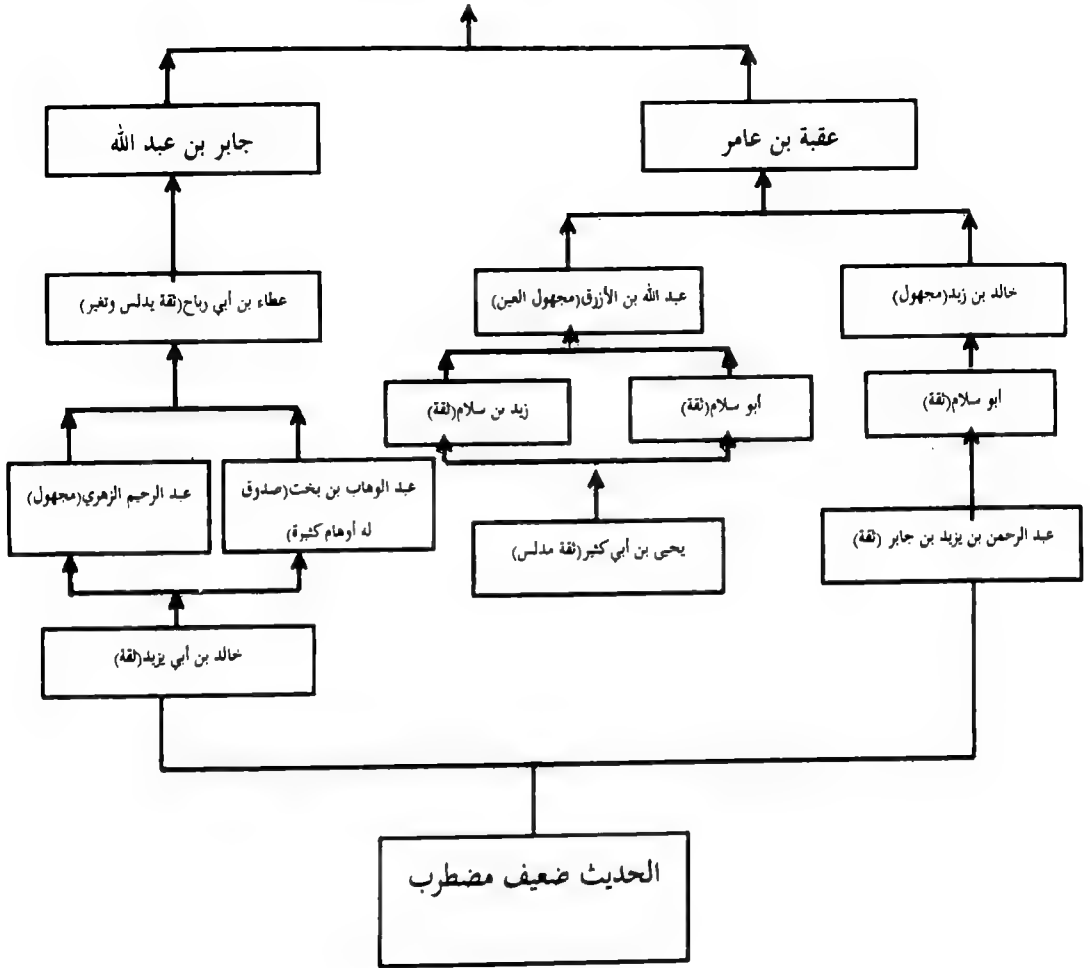 عقبة بن عامر
جابر بن عبد الله
خالد بن زيد(مجهول)
عبد الله بن الأزرق(مجهول العين)
عطاء بن أبي رباح(ثقة يدلس وتغير)
أبو سلام(ثقة)
أبو سلام(ثقة)
زيد بن سلام(ثقة)
عبد الوهاب بن بخت(صدوق
له أوهام كثيرة)
عبد الرحيم الزهري(مجهول)
عبد الرحمن بن يزيد بن جابر (ثقة)
يحيى بن أبي كثير(ثقة مدلس)
خالد بن أبي يزيد(ثقة)
الحديث ضعيف مضطرب